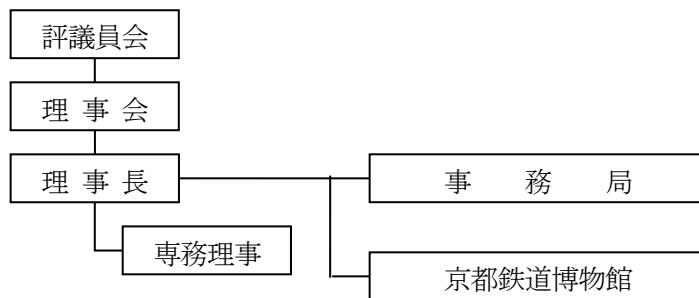 評議員会
理 事 会
理 事 長
事 務 局
専務理事
京都鉄道博物館